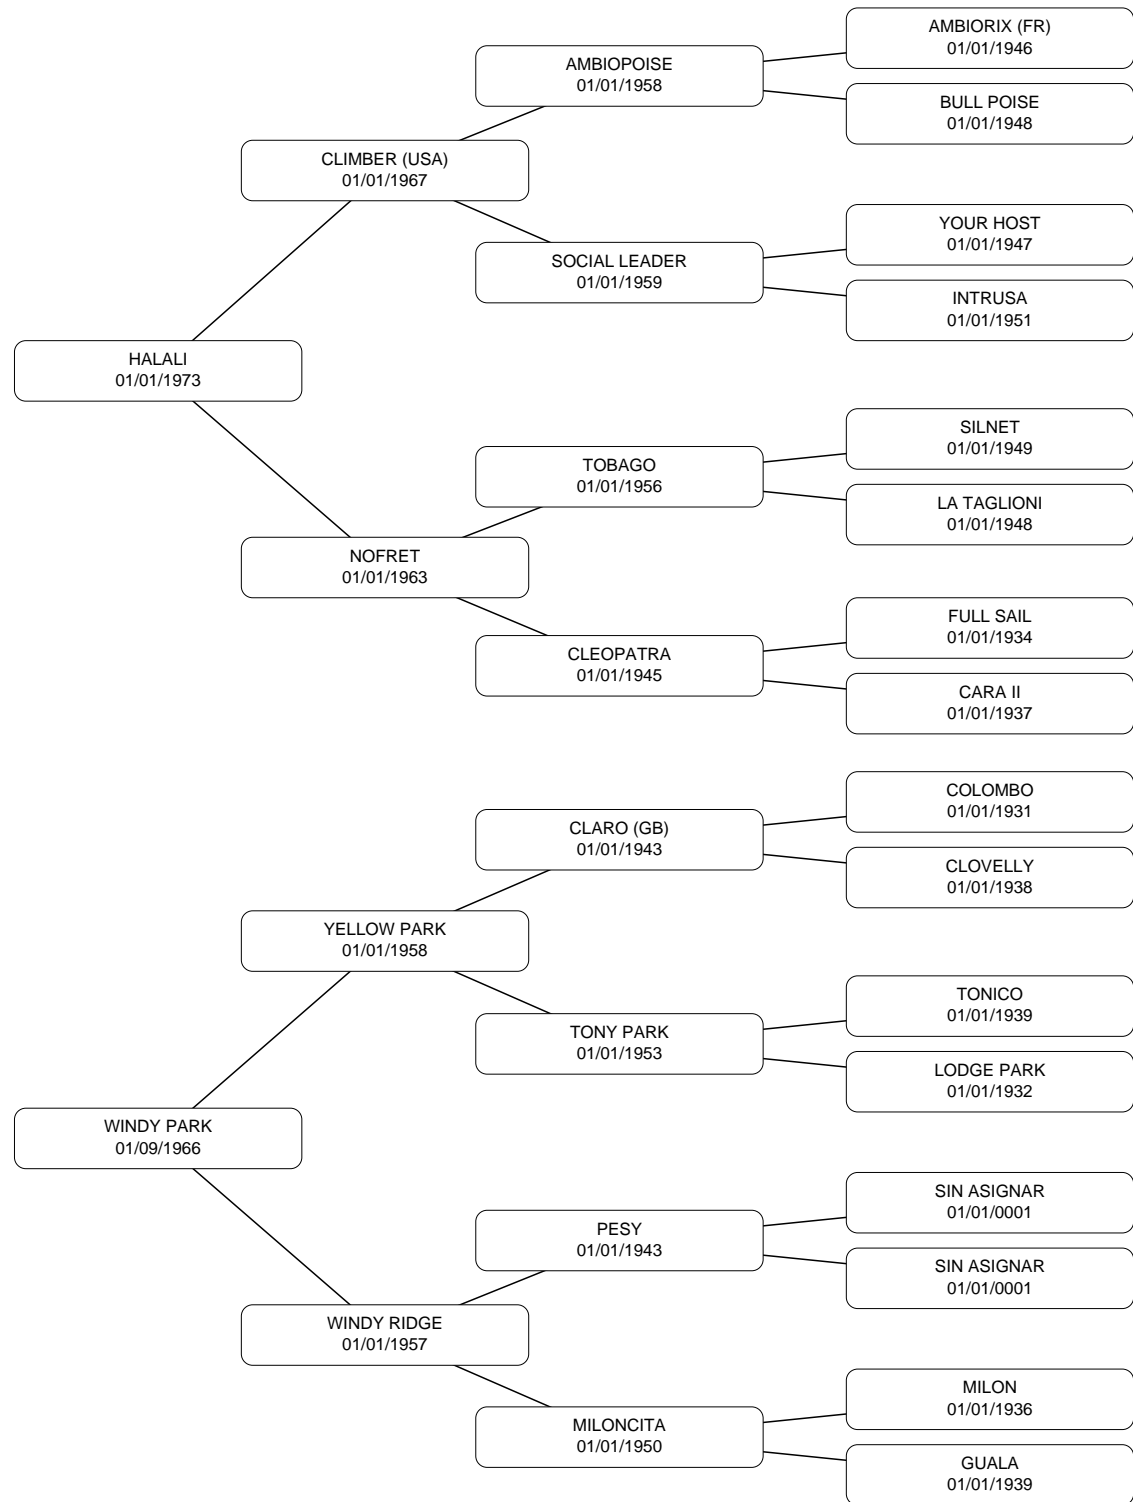 AMBIORIX (FR)
01/01/1946
AMBIOPOISE
01/01/1958
BULL POISE
01/01/1948
CLIMBER (USA)
01/01/1967
YOUR HOST
01/01/1947
SOCIAL LEADER
01/01/1959
INTRUSA
01/01/1951
HALALI
01/01/1973
SILNET
01/01/1949
TOBAGO
01/01/1956
LA TAGLIONI
01/01/1948
NOFRET
01/01/1963
FULL SAIL
01/01/1934
CLEOPATRA
01/01/1945
CARA II
01/01/1937
COLOMBO
01/01/1931
CLARO (GB)
01/01/1943
CLOVELLY
01/01/1938
YELLOW PARK
01/01/1958
TONICO
01/01/1939
TONY PARK
01/01/1953
LODGE PARK
01/01/1932
WINDY PARK
01/09/1966
SIN ASIGNAR
01/01/0001
PESY
01/01/1943
SIN ASIGNAR
01/01/0001
WINDY RIDGE
01/01/1957
MILON
01/01/1936
MILONCITA
01/01/1950
GUALA
01/01/1939